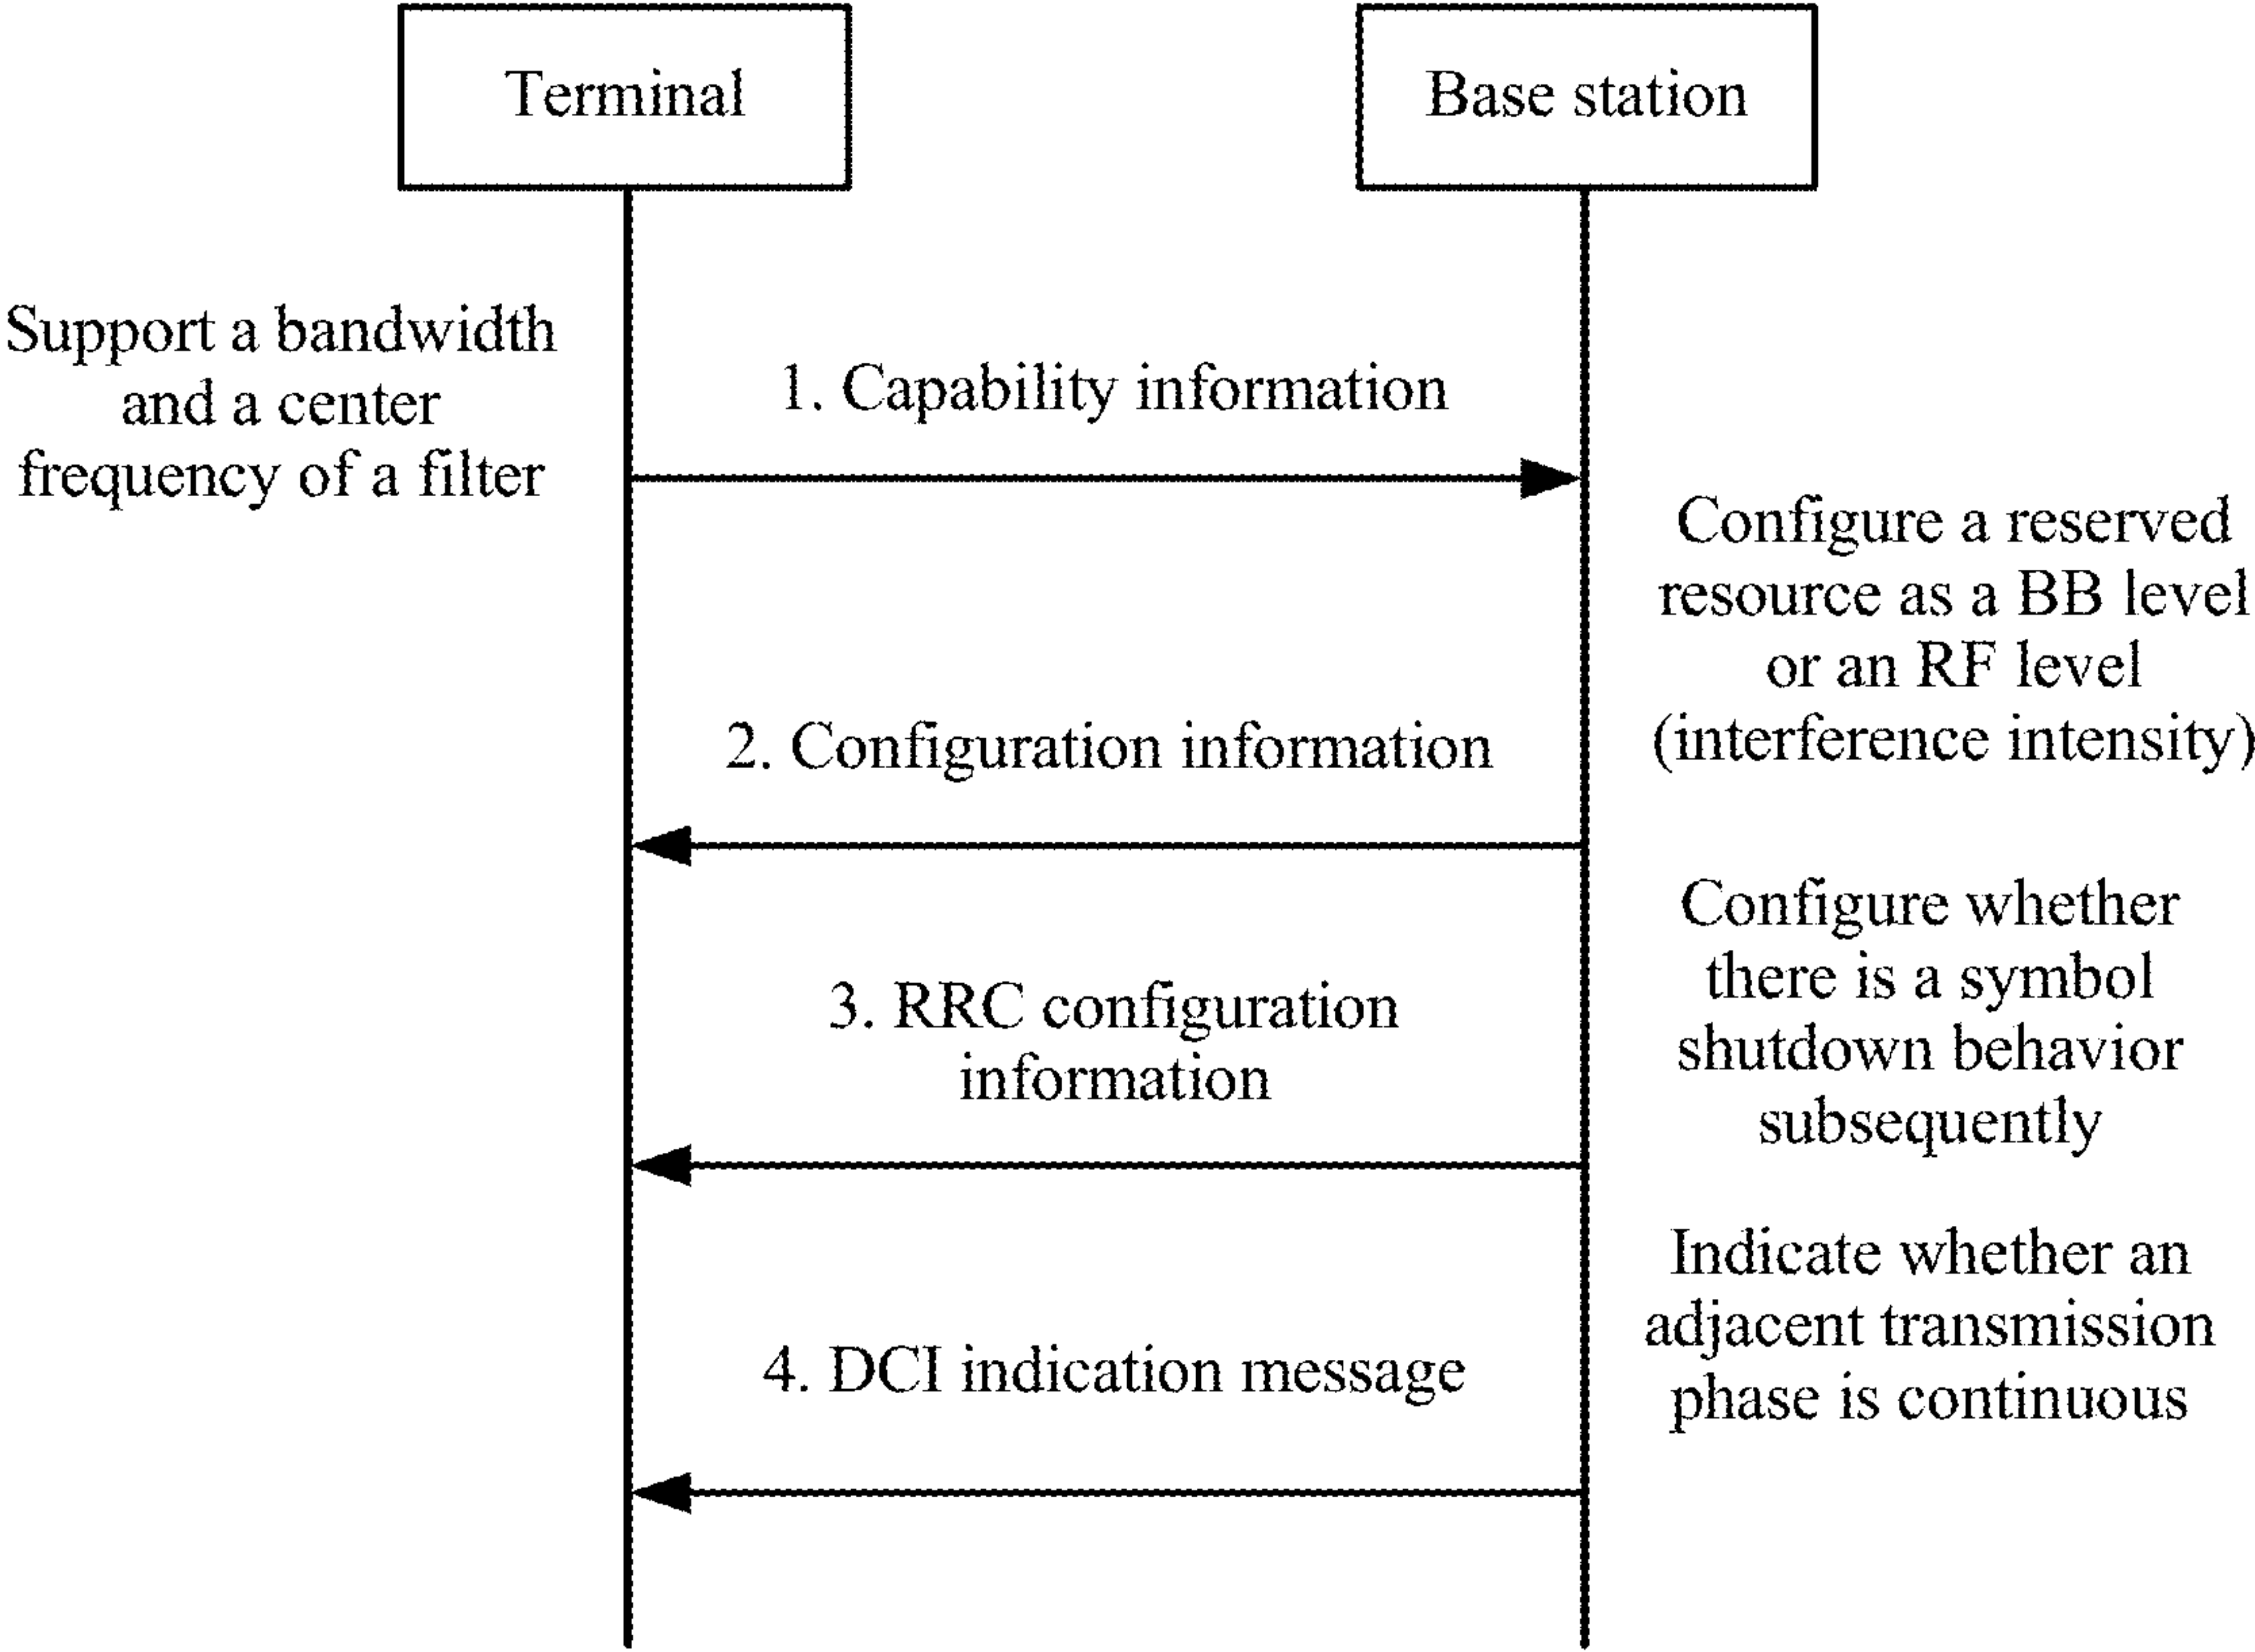 Terminal
Base station
Support a bandwidth
and a center
frequency of a filter
1. Capability information
Configure a reserved
resource as a BB level
or an RF level
(interference intensity)
2. Configuration information
Configure whether
there is a symbol
shutdown behavior
subsequently
3. RRC configuration
information
Indicate whether an
adjacent transmission
phase is continuous
4. DCI indication message